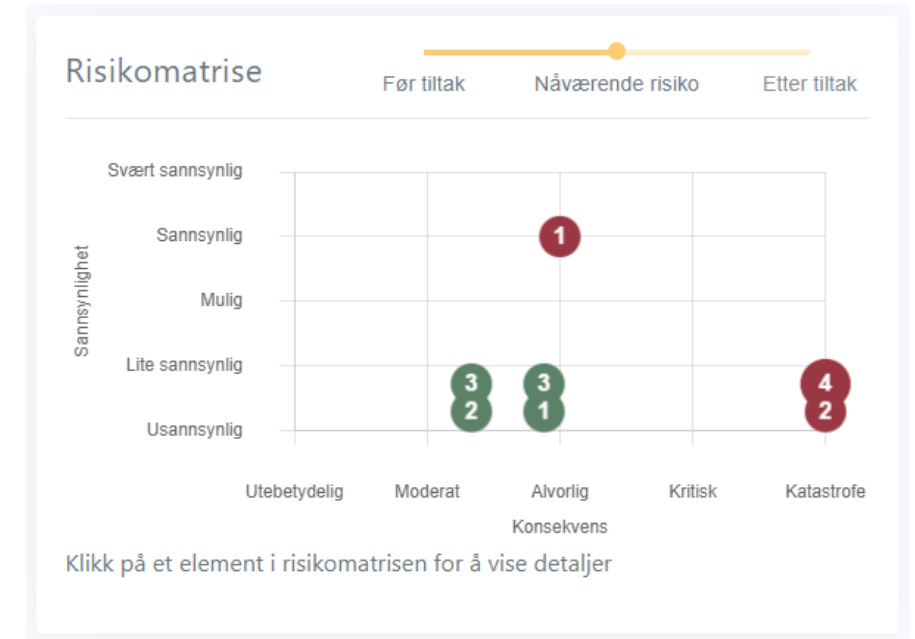 Risikomatrise
Før tiltak
Nåværende risiko
Etter tiltak
Sannsynlighet
Svært sannsynlig
Sannsynlig
1
Mulig
Lite sannsynlig
3
3
4
2
1
2
Usannsynlig
Utebetydelig
Moderat
Alvorlig
Kritisk
Katastrofe
Konsekvens
Klikk på et element i risikomatrisen for å vise detaljer